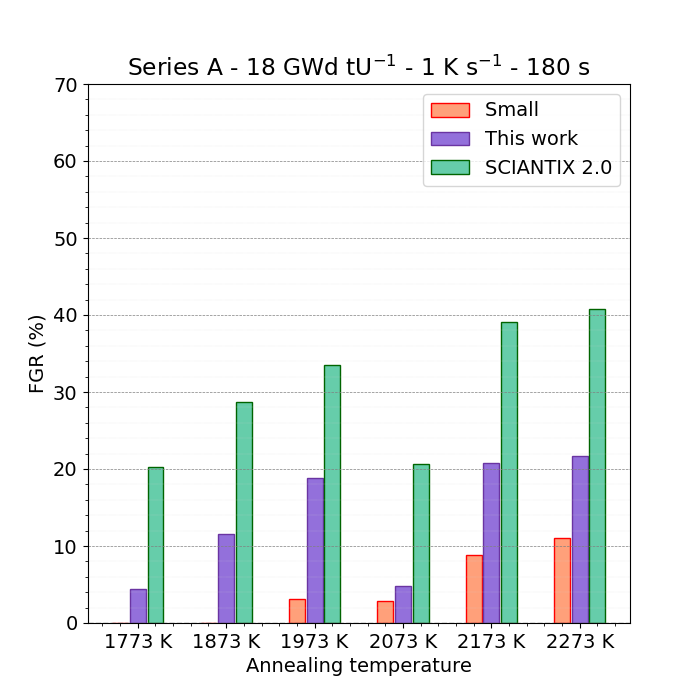 Series A - 18 GWd tU⁻¹ - 1 K s⁻¹ - 180 s
70
60
50
40
30
20
10
0
FGR (%)
Small
This work
SCIANTIX 2.0
1773 K 1873 K 1973 K 2073 K 2173 K 2273 K
Annealing temperature